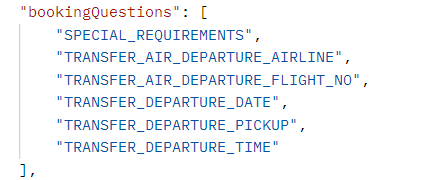 "bookingQuestions": [
"SPECIAL_REQUIREMENTS",
"TRANSFER_AIR_DEPARTURE_AIRLINE",
"TRANSFER_AIR_DEPARTURE_FLIGHT_NO",
"TRANSFER_DEPARTURE_DATE",
"TRANSFER_DEPARTURE_PICKUP",
"TRANSFER_DEPARTURE_TIME"
],